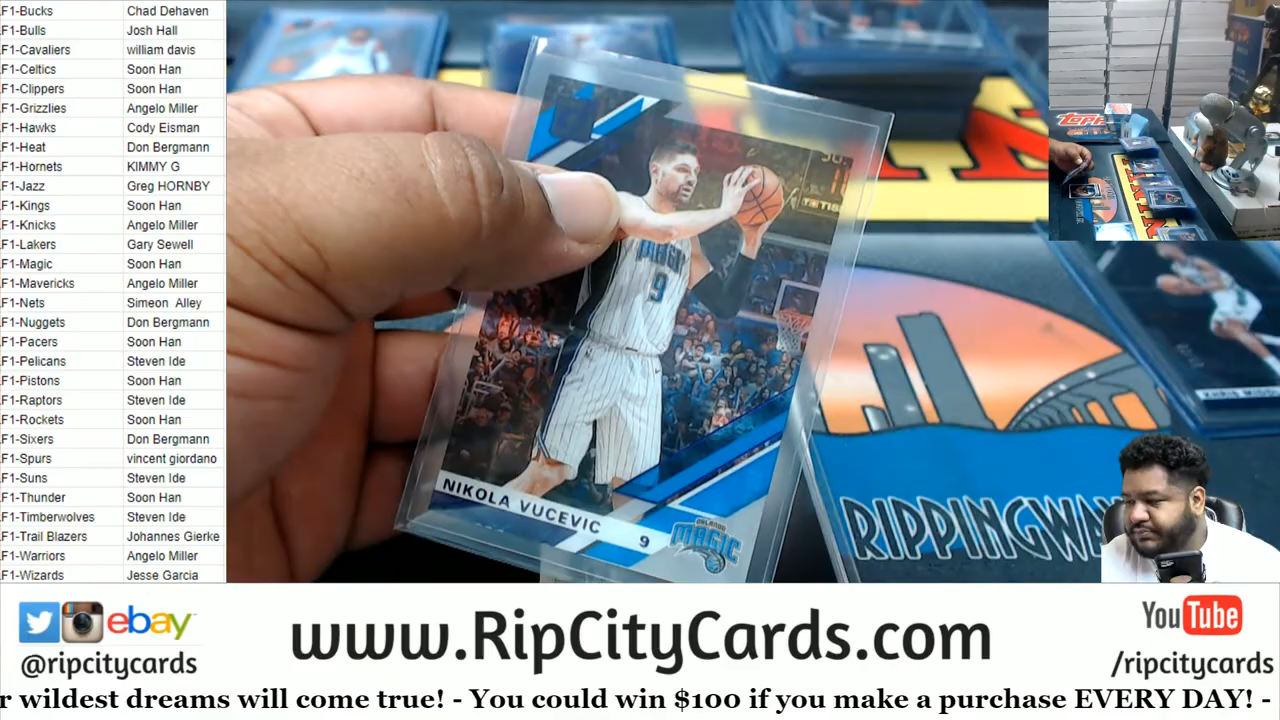 F1-Bucks Chad Dehaven
F1-Bulls Josh Hall
F1-Cavaliers william davis
F1-Celtics Soon Han
F1-Clippers Soon Han
F1-Grizzlies Angelo Miller
F1-Hawks Cody Eisman
F1-Heat Don Bergmann
F1-Hornets KIMMY G
F1-Jazz Greg HORNBY
F1-Kings Soon Han
F1-Knicks Angelo Miller
F1-Lakers Gary Sewell
F1-Magic Soon Han
F1-Mavericks Angelo Miller
F1-Nets Simeon Alley
F1-Nuggets Don Bergmann
F1-Pacers Soon Han
F1-Pelicans Steven Ide
F1-Pistons Soon Han
F1-Raptors Steven Ide
F1-Rockets Soon Han
F1-Sixers Don Bergmann
F1-Spurs vincent giordano
F1-Suns Steven Ide
F1-Thunder Soon Han
F1-Timberwolves Steven Ide
F1-Trail Blazers Johannes Gierke
F1-Warriors Angelo Miller
F1-Wizards Jesse Garcia
MAGIC
9
NIKOLA VUCEVIC
9
ORLANDO
MAGIC
TOPPS
PANINI
RIPPINGWA
ebay
@ripcitycards
www.RipCityCards.com
YouTube
/ripcitycards
r wildest dreams will come true! - You could win $100 if you make a purchase EVERY DAY! -